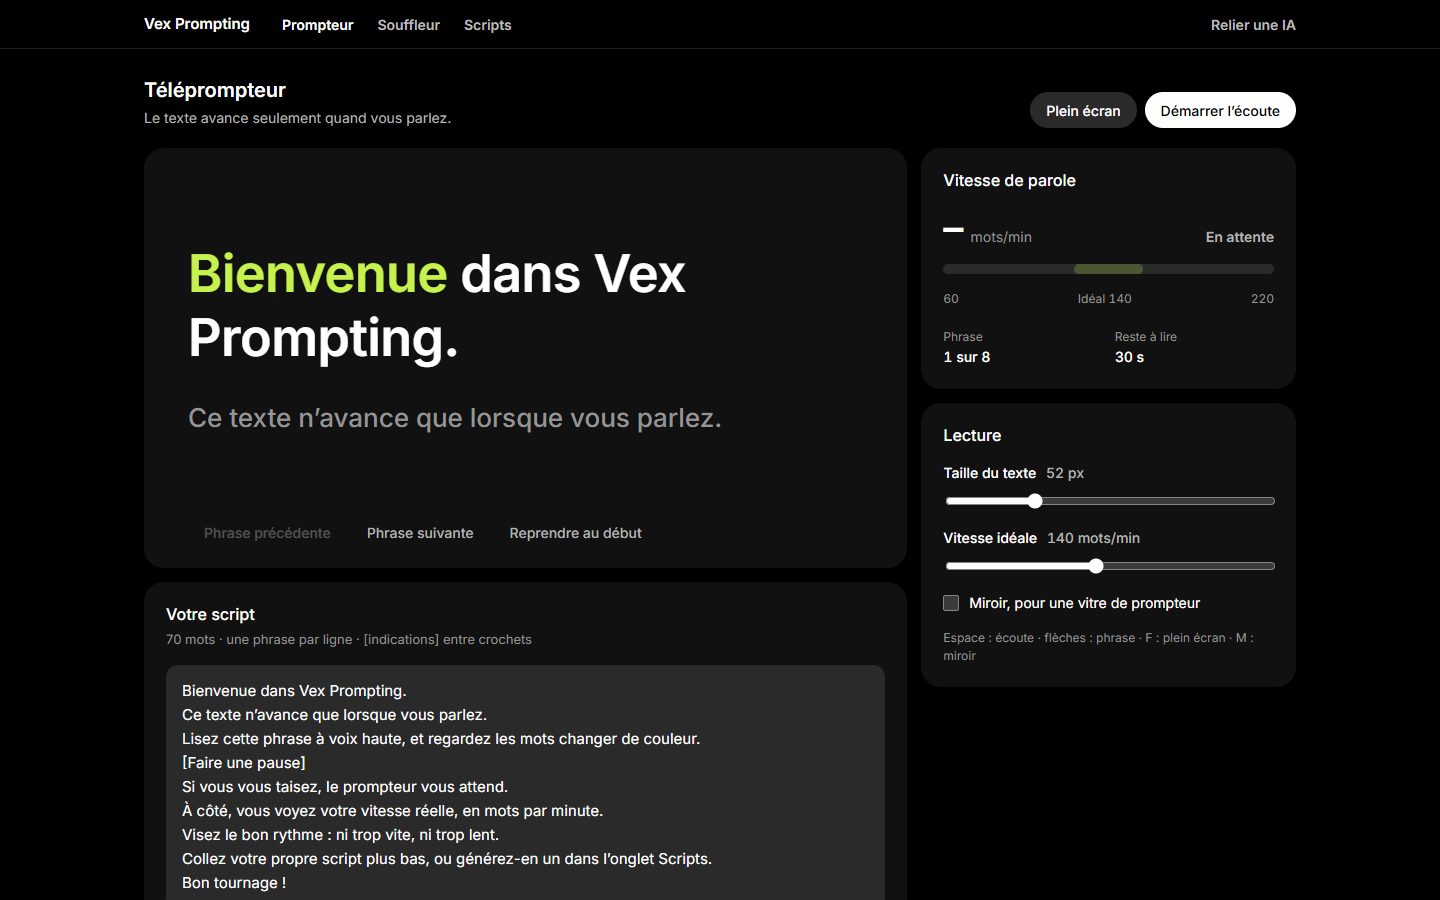 Vex Prompting
Prompteur
Souffleur
Scripts
Relier une IA
Téléprompteur
Le texte avance seulement quand vous parlez.
Plein écran
Démarrer l’écoute
Bienvenue dans Vex
Prompting.
Ce texte n’avance que lorsque vous parlez.
Phrase précédente
Phrase suivante
Reprendre au début
Vitesse de parole
– mots/min
En attente
60
Idéal 140
220
Phrase
Reste à lire
1 sur 8
30 s
Lecture
Taille du texte 52 px
Vitesse idéale 140 mots/min
Miroir, pour une vitre de prompteur
Espace : écoute · flèches : phrase · F : plein écran · M :
miroir
Votre script
70 mots · une phrase par ligne · [indications] entre crochets
Bienvenue dans Vex Prompting.
Ce texte n’avance que lorsque vous parlez.
Lisez cette phrase à voix haute, et regardez les mots changer de couleur.
[Faire une pause]
Si vous vous taisez, le prompteur vous attend.
À côté, vous voyez votre vitesse réelle, en mots par minute.
Visez le bon rythme : ni trop vite, ni trop lent.
Collez votre propre script plus bas, ou générez-en un dans l’onglet Scripts.
Bon tournage !